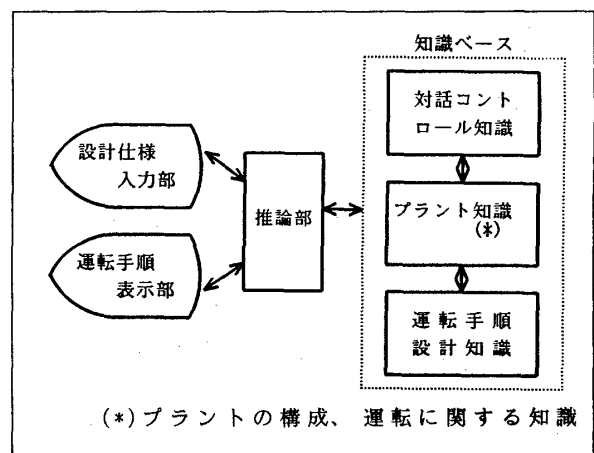 知識ベース
対話コント
ロール知識
設計仕様
入力部
推論部
プラント知識
(*)
運転手順
表示部
運転手順
設計知識
(*)プラントの構成、運転に関する知識